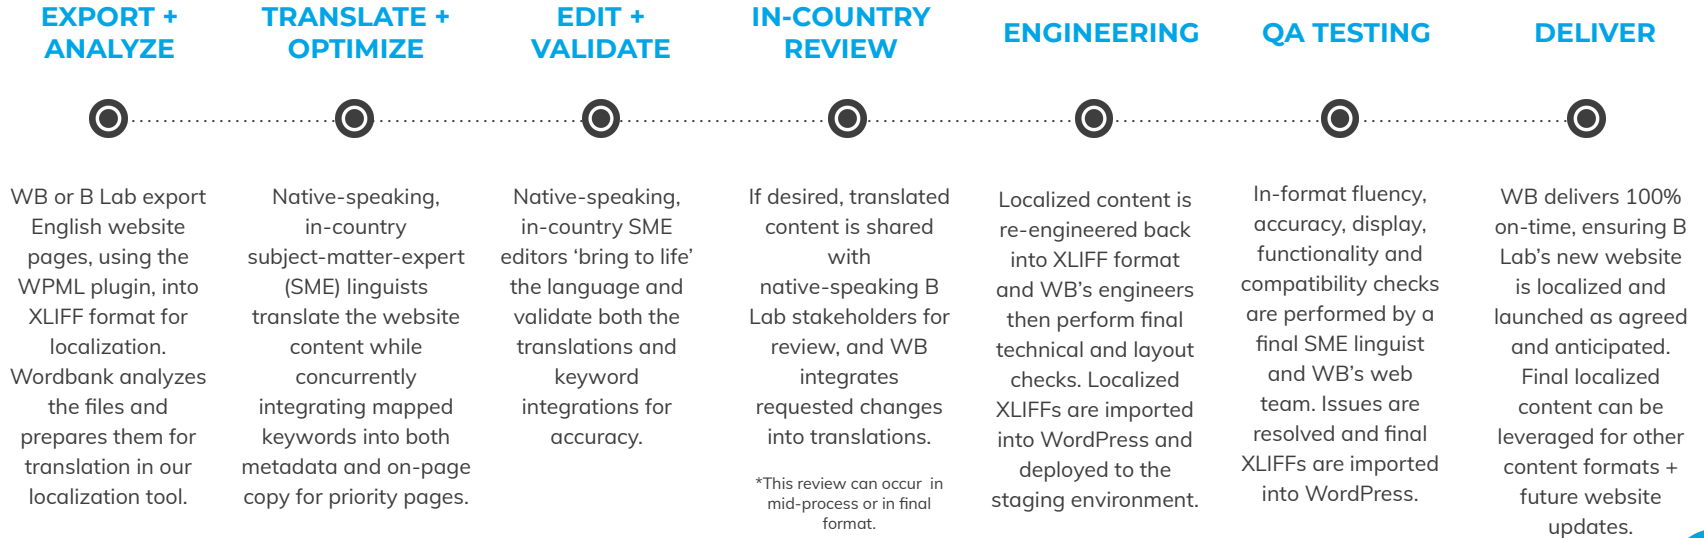 EXPORT +
ANALYZE
WB or B Lab export
English website
pages, using the
WPML plugin, into
XLIFF format for
localization.
Wordbank analyzes
the files and
prepares them for
translation in our
localization tool.
TRANSLATE +
OPTIMIZE
Native-speaking,
in-country
subject-matter-expert
(SME) linguists
translate the website
content while
concurrently
integrating mapped
keywords into both
metadata and on-page
copy for priority pages.
EDIT +
VALIDATE
Native-speaking,
in-country SME
editors ‘bring to life’
the language and
validate both the
translations and
keyword
integrations for
accuracy.
IN-COUNTRY
REVIEW
If desired, translated
content is shared
with
native-speaking B
Lab stakeholders for
review, and WB
integrates
requested changes
into translations.
*This review can occur in
mid-process or in final
format.
ENGINEERING
Localized content is
re-engineered back
into XLIFF format
and WB’s engineers
then perform final
technical and layout
checks. Localized
XLIFFs are imported
into WordPress and
deployed to the
staging environment.
QA TESTING
In-format fluency,
accuracy, display,
functionality and
compatibility checks
are performed by a
final SME linguist
and WB’s web
team. Issues are
resolved and final
XLIFFs are imported
into WordPress.
DELIVER
WB delivers 100%
on-time, ensuring B
Lab’s new website
is localized and
launched as agreed
and anticipated.
Final localized
content can be
leveraged for other
content formats +
future website
updates.